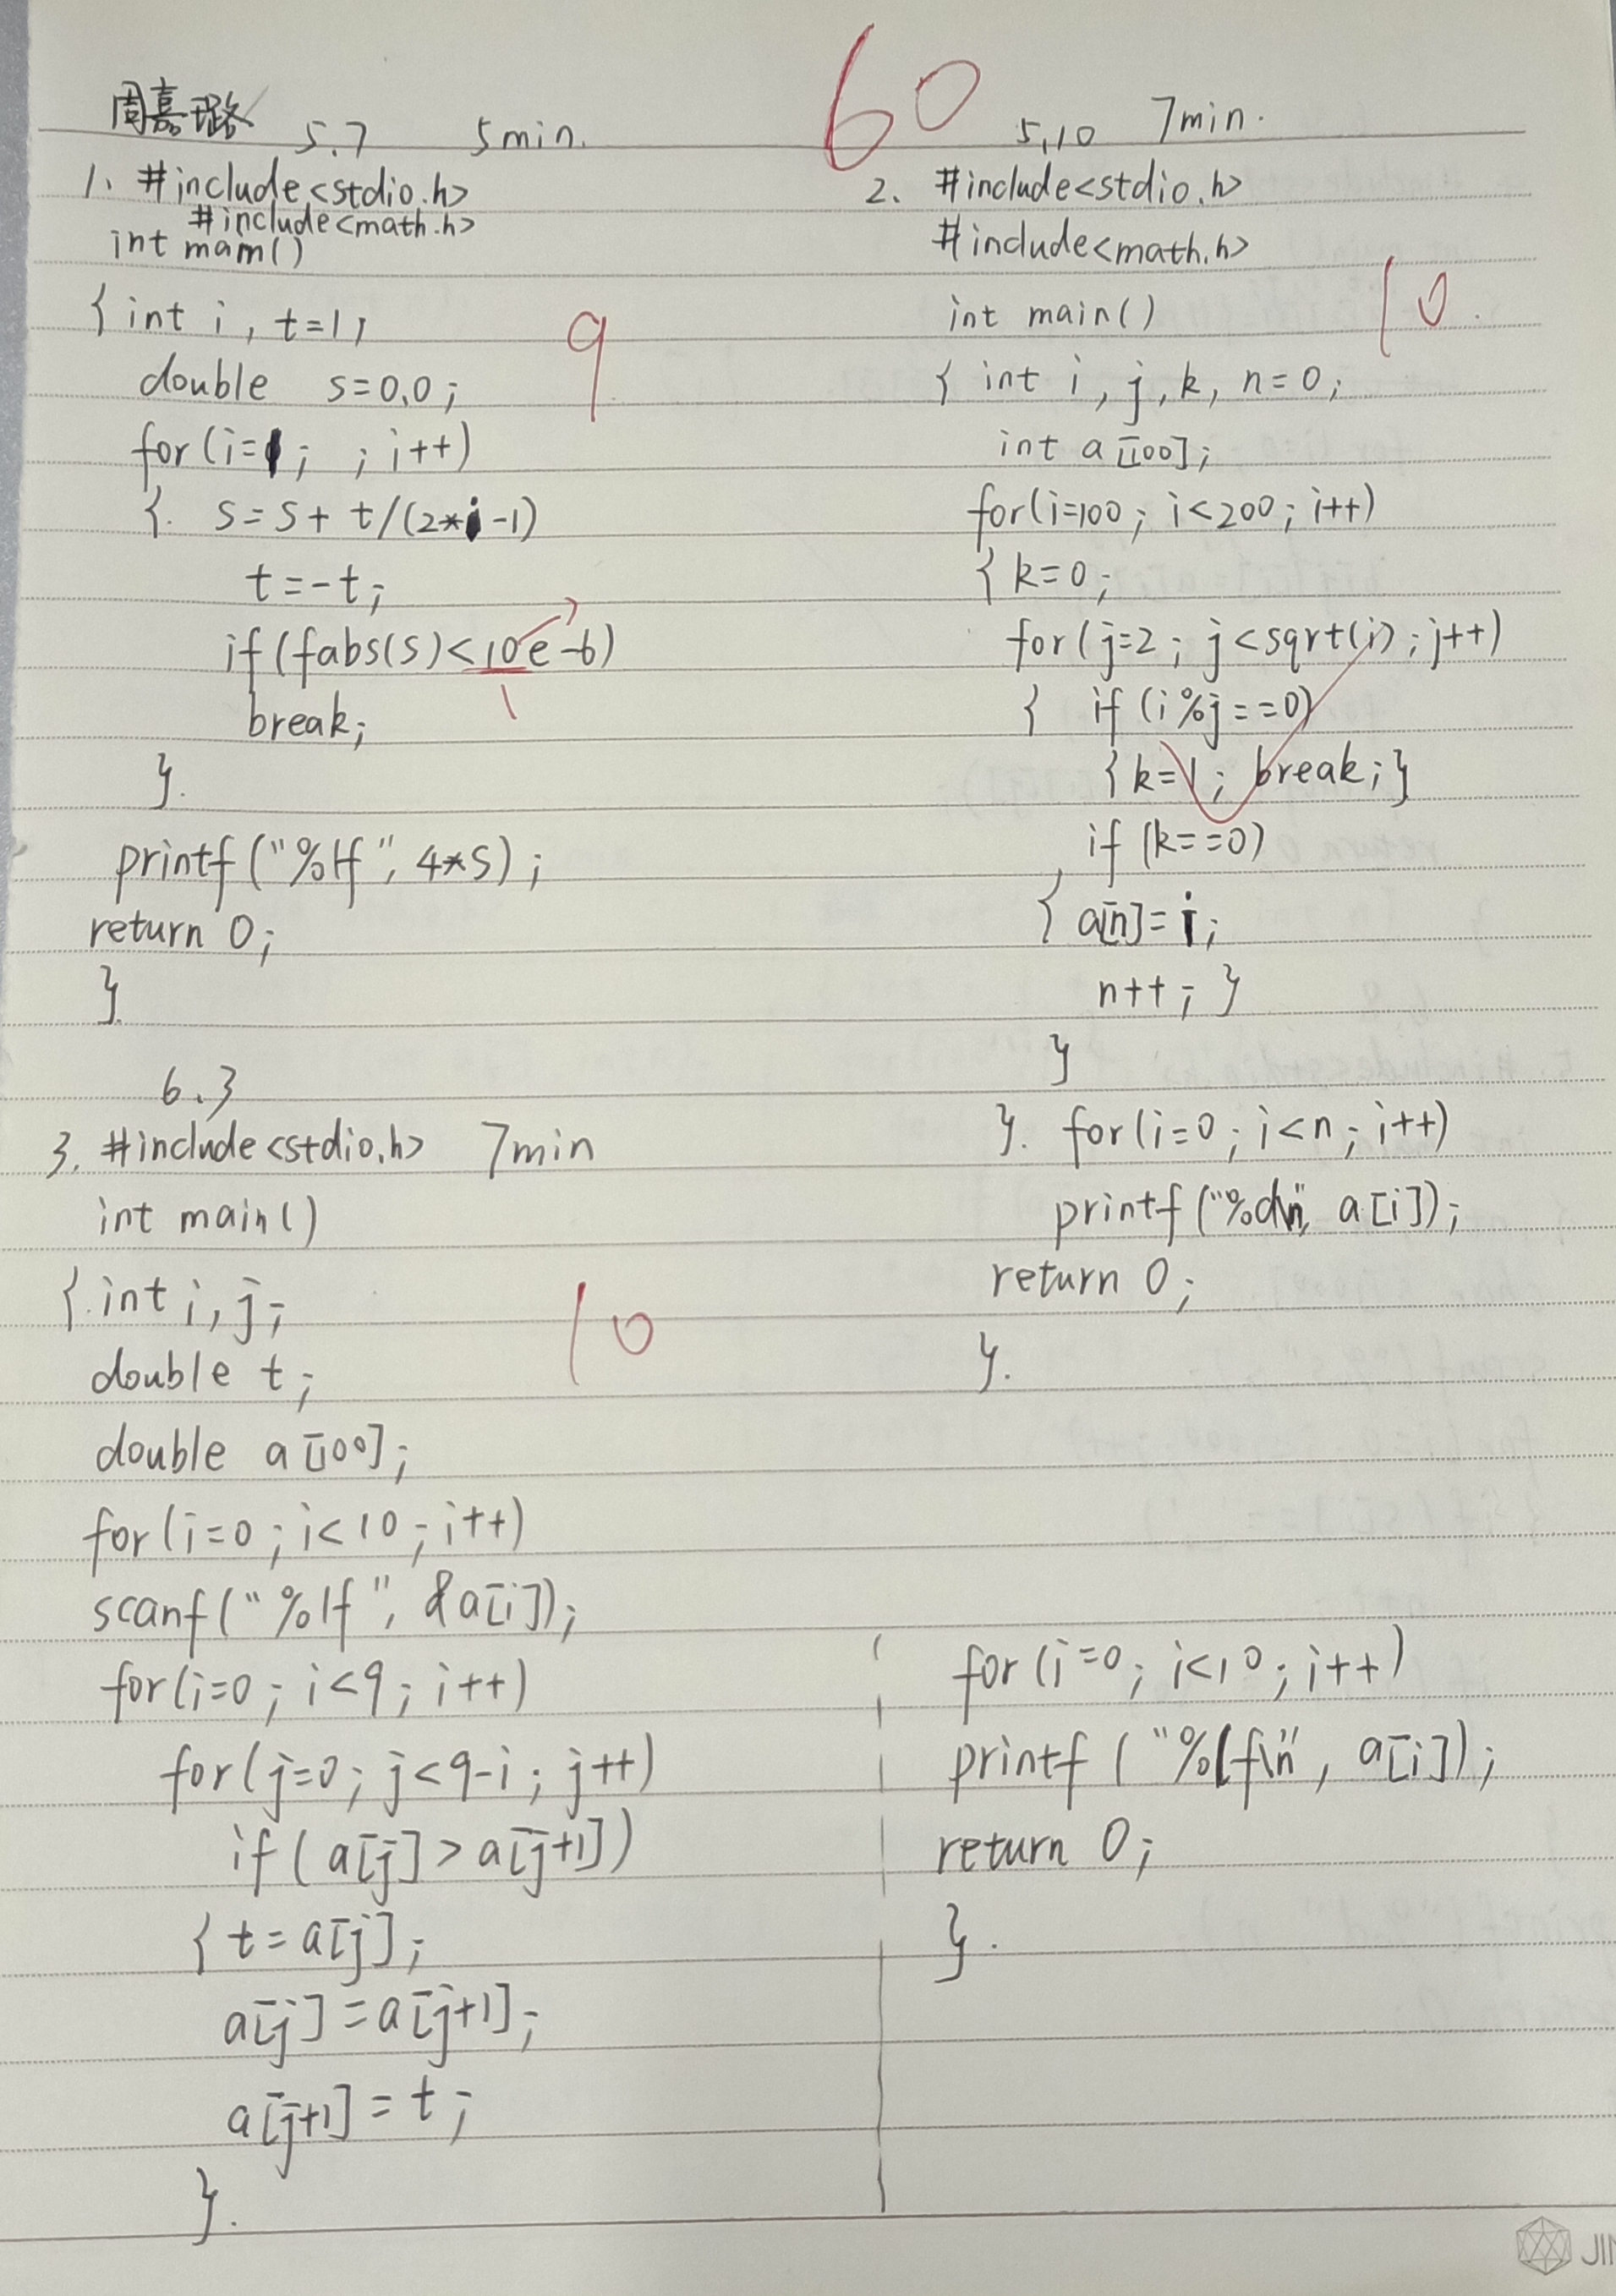 周嘉璐 5.7 5min.
60
1. #include<stdio.h>
#include<math.h>
int main()
{int i, t=1;
9
double s=0.0;
for(i=1; ; i++)
{. s=s+ t/(2*i-1)
t=-t;
if(fabs(s)<10e-6)
1
break;
}.
printf("%lf", 4*s);
return 0;
}.
5.10 7min.
2. #include<stdio.h>
#include<math.h>
int main()
10.
{ int i, j, k, n=0;
int a[100];
for(i=100; i<200; i++)
{ k=0;
for(j=2; j<sqrt(i); j++)
{ if (i%j==0)
{k=1; break;}
if (k==0)
{ a[n]=i;
n++; }
}
}. for(i=0; i<n; i++)
printf("%d\n", a[i]);
return 0;
}.
6.3
3. #include<stdio.h> 7min
int main()
{.int i, j;
10
double t;
double a[100];
for(i=0; i<10; i++)
scanf("%lf", &a[i]);
for(i=0; i<9; i++)
for(j=0; j<9-i; j++)
if(a[j]>a[j+1])
{ t=a[j];
a[j]=a[j+1];
a[j+1]=t;
}.
for(i=0; i<10; i++)
printf("%lf\n", a[i]);
return 0;
}.